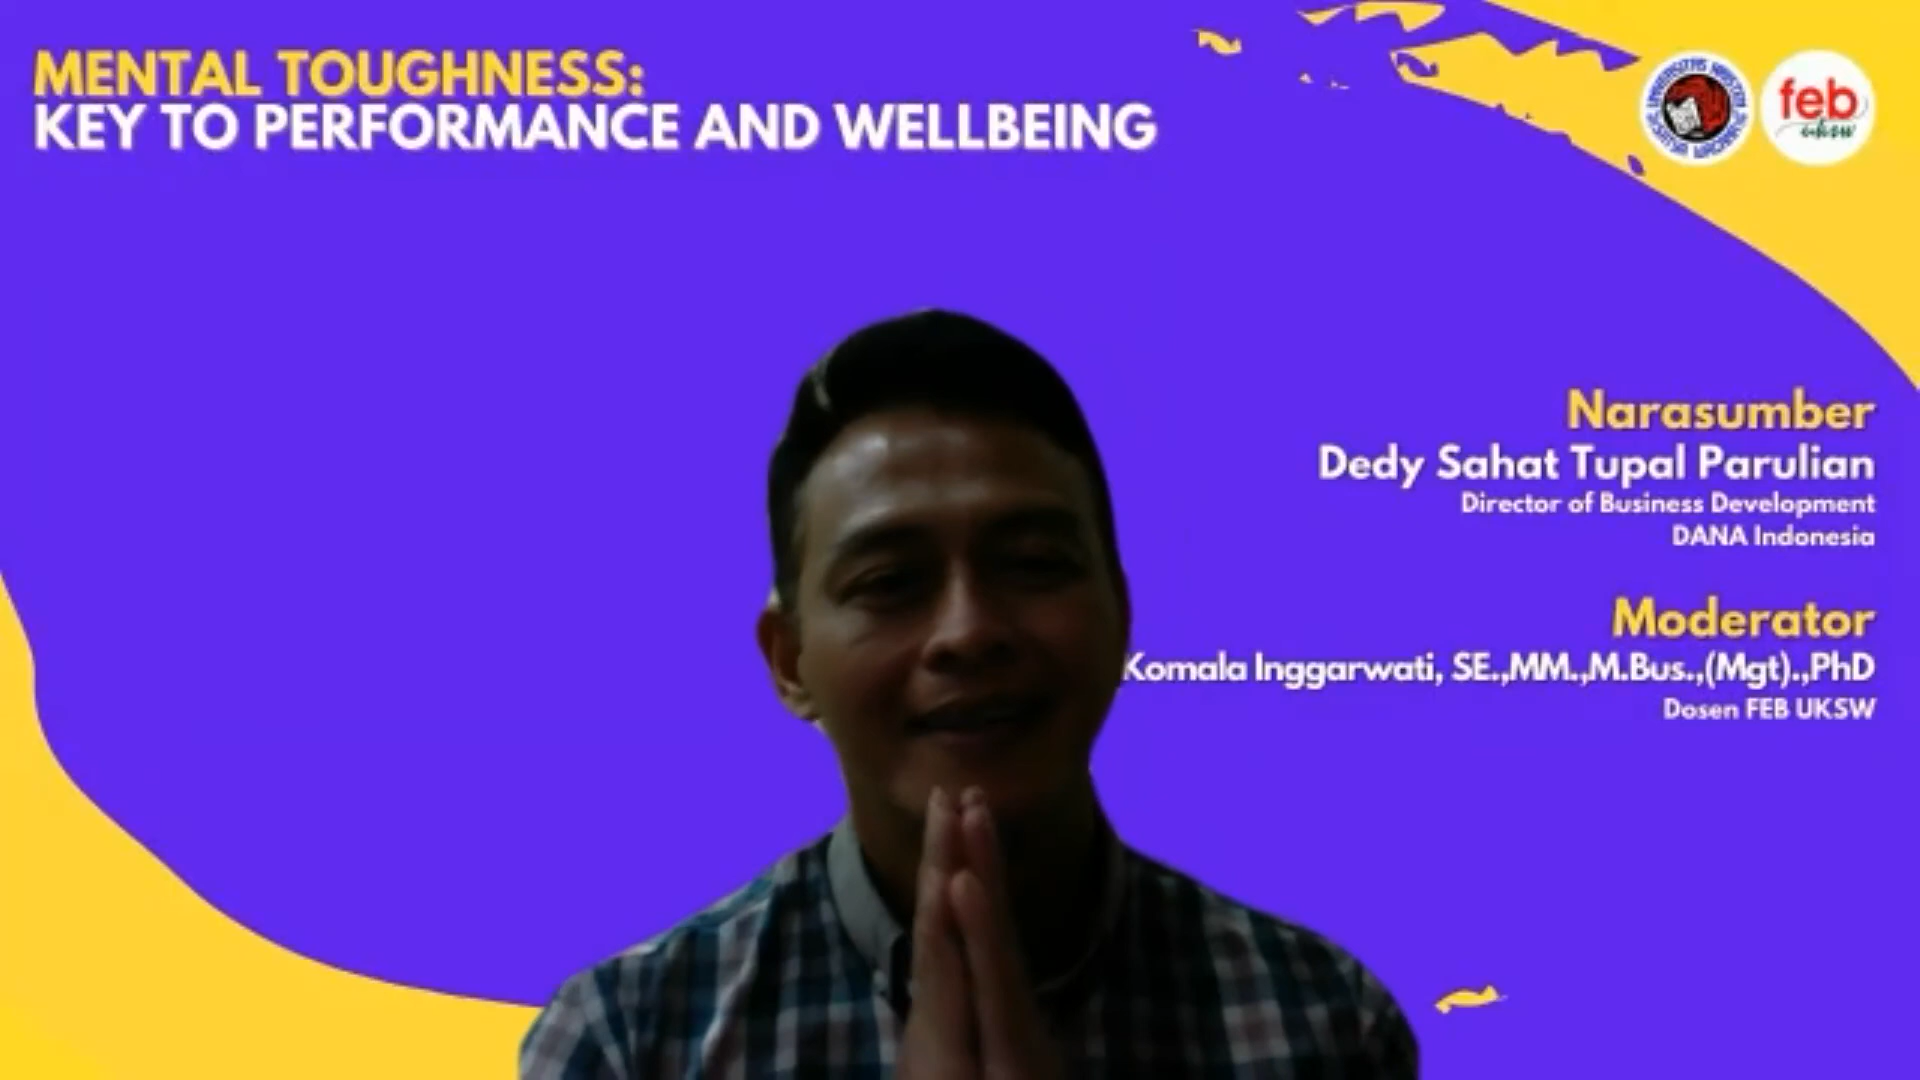 MENTAL TOUGHNESS:
KEY TO PERFORMANCE AND WELLBEING
feb
uksw
Narasumber
Dedy Sahat Tupal Parulian
Director of Business Development
DANA Indonesia
Moderator
Komala Inggarwati, SE.,MM.,M.Bus.,(Mgt).,PhD
Dosen FEB UKSW